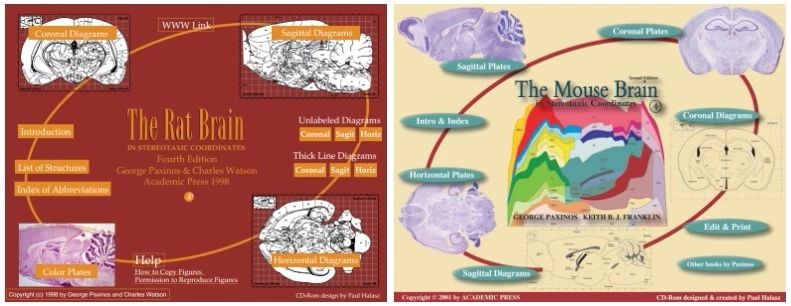 WWW Link
Coronal Diagrams
Sagittal Diagrams
The Rat Brain
IN STEREOTAXIC COORDINATES
Fourth Edition
George Paxinos & Charles Watson
Academic Press 1998
Introduction
List of Structures
Index of Abbreviations
Unlabeled Diagrams
Coronal Sagit Horiz
Thick Line Diagrams
Coronal Sagit Horiz
Color Plates
Help
How to Copy Figures
Permission to Reproduce Figures
Horizontal Diagrams
Copyright (c) 1998 by George Paxinos and Charles Watson
CD-Rom design by Paul Halasz
Coronal Plates
Sagittal Plates
Second Edition
The Mouse Brain
in Stereotaxic Coordinates
Intro & Index
Coronal Diagrams
Horizontal Plates
GEORGE PAXINOS KEITH B. J. FRANKLIN
Edit & Print
Other books by Paxinos
Sagittal Diagrams
Copyright © 2001 by ACADEMIC PRESS
CD-Rom designed & created by Paul Halasz